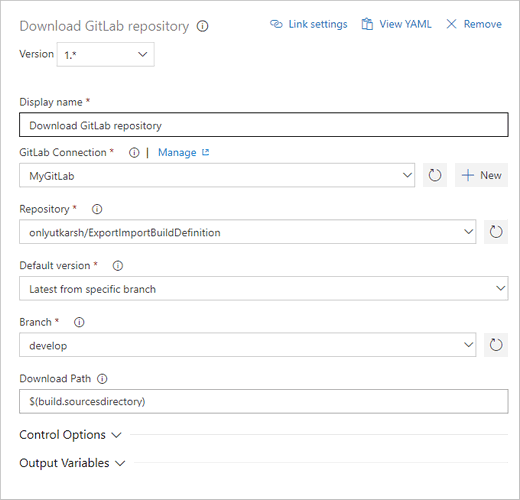 Download GitLab repository
Link settings View YAML Remove
Version 1.*
Display name *
Download GitLab repository
GitLab Connection * | Manage
MyGitLab New
Repository *
onlyutkarsh/ExportImportBuildDefinition
Default version *
Latest from specific branch
Branch *
develop
Download Path
$(build.sourcesdirectory)
Control Options
Output Variables